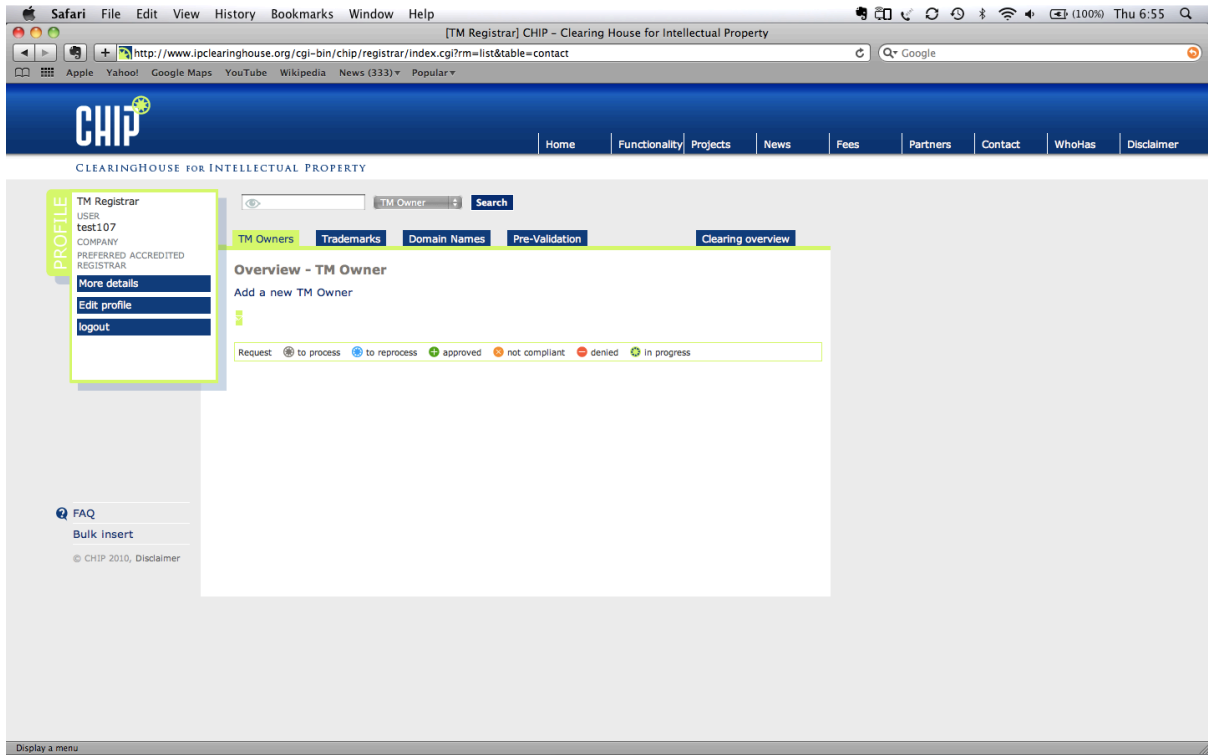 Safari File Edit View History Bookmarks Window Help (100%) Thu 6:55
[TM Registrar] CHIP – Clearing House for Intellectual Property
http://www.ipclearinghouse.org/cgi-bin/chip/registrar/index.cgi?rm=list&table=contact Google
Apple Yahoo! Google Maps YouTube Wikipedia News (333) Popular
CHIP
Home Functionality Projects News Fees Partners Contact WhoHas Disclaimer
CLEARINGHOUSE FOR INTELLECTUAL PROPERTY
PROFILE
TM Registrar
USER
test107
COMPANY
PREFERRED ACCREDITED
REGISTRAR
More details
Edit profile
logout
TM Owner Search
TM Owners Trademarks Domain Names Pre-Validation Clearing overview
Overview - TM Owner
Add a new TM Owner
Request to process to reprocess approved not compliant denied in progress
FAQ
Bulk insert
© CHIP 2010, Disclaimer
Display a menu